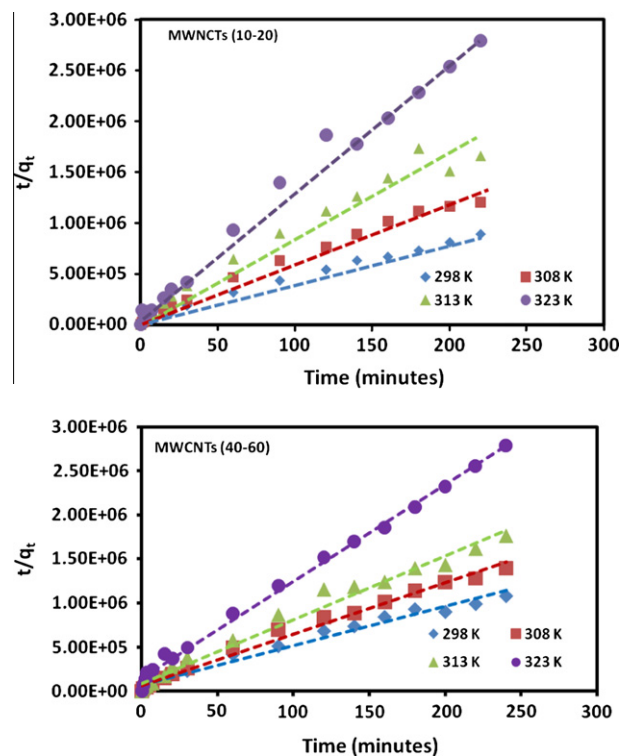 MWNCTs (10-20)
3.00E+06
2.50E+06
2.00E+06
1.50E+06
1.00E+06
5.00E+05
0.00E+00
t/qt
298 K
308 K
313 K
323 K
0 50 100 150 200 250 300
Time (minutes)
MWCNTs (40-60)
3.00E+06
2.50E+06
2.00E+06
1.50E+06
1.00E+06
5.00E+05
0.00E+00
t/qt
298 K
308 K
313 K
323 K
0 50 100 150 200 250 300
Time (minutes)